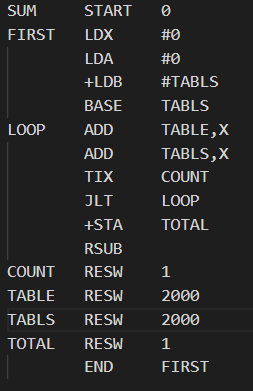 SUM START 0
FIRST LDX #0
LDA #0
+LDB #TABLS
BASE TABLS
LOOP ADD TABLE,X
ADD TABLS,X
TIX COUNT
JLT LOOP
+STA TOTAL
RSUB
COUNT RESW 1
TABLE RESW 2000
TABLS RESW 2000
TOTAL RESW 1
END FIRST